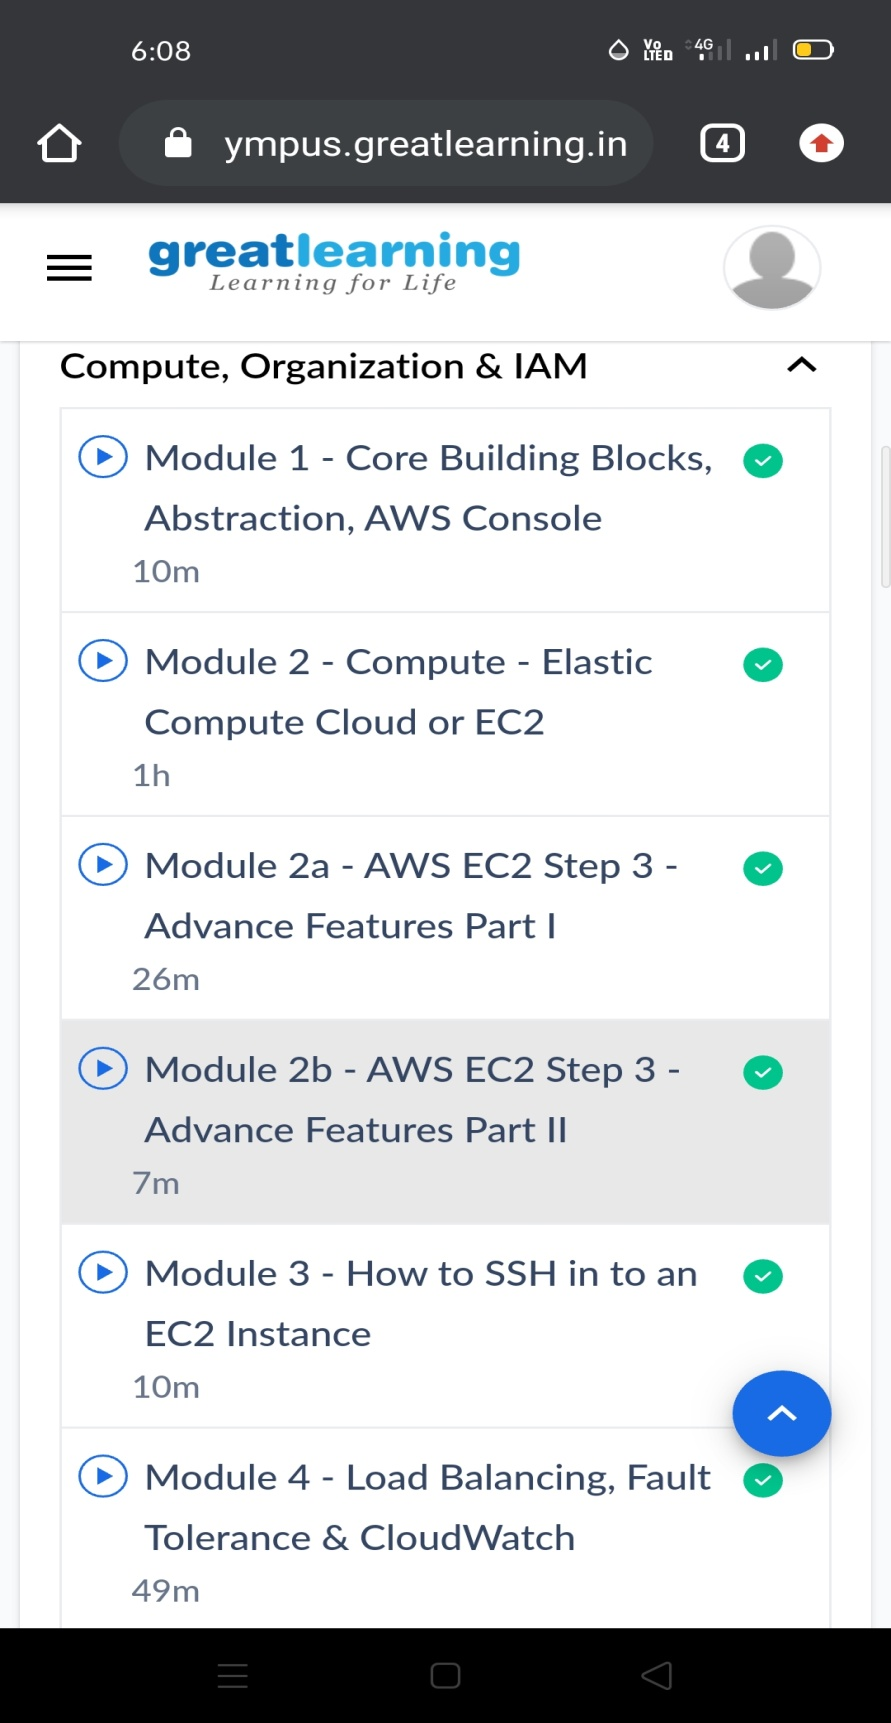 6:08
Vo LTED 4G
ympus.greatlearning.in
4
greatlearning
Learning for Life
Compute, Organization & IAM
Module 1 - Core Building Blocks,
Abstraction, AWS Console
10m
Module 2 - Compute - Elastic
Compute Cloud or EC2
1h
Module 2a - AWS EC2 Step 3 -
Advance Features Part I
26m
Module 2b - AWS EC2 Step 3 -
Advance Features Part II
7m
Module 3 - How to SSH in to an
EC2 Instance
10m
Module 4 - Load Balancing, Fault
Tolerance & CloudWatch
49m